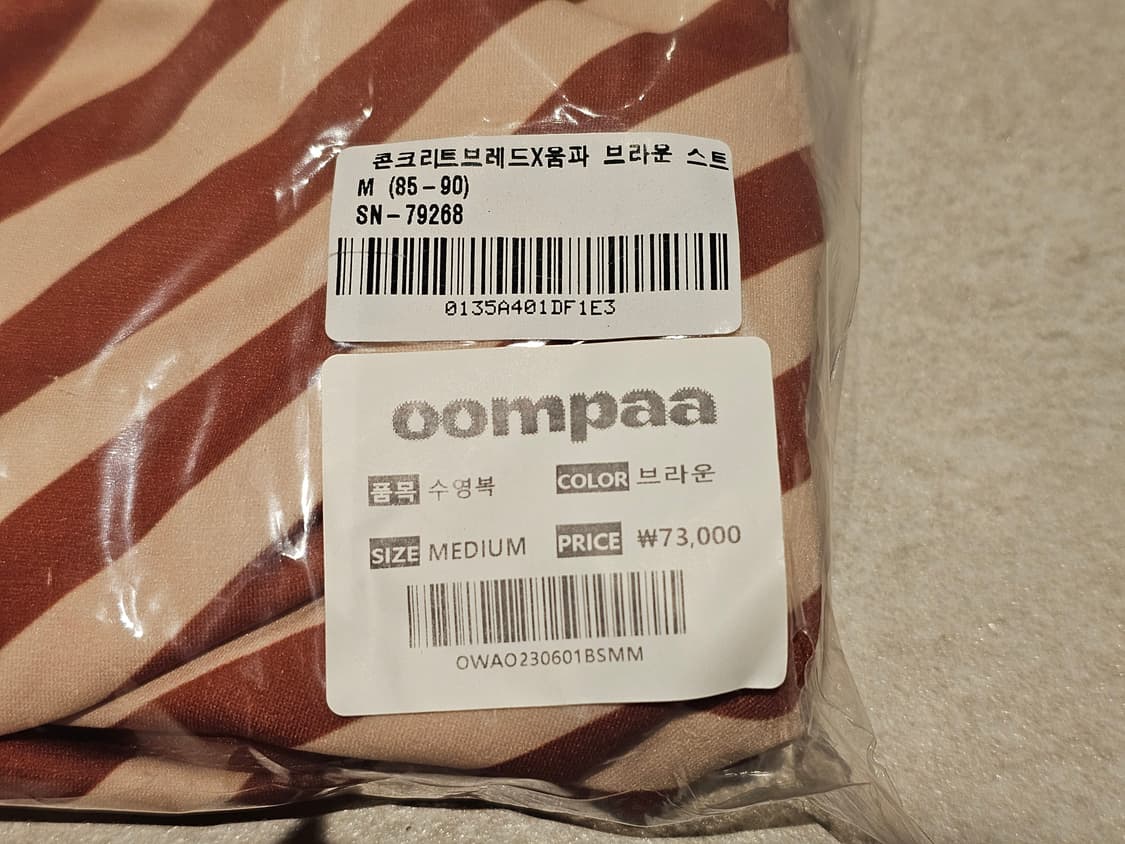 콘크리트브레드X움파 브라운 스트
M (85-90)
SN-79268
0135A401DF1E3
oompaa
품목 수영복 COLOR 브라운
SIZE MEDIUM PRICE ₩73,000
OWAO230601BSMM